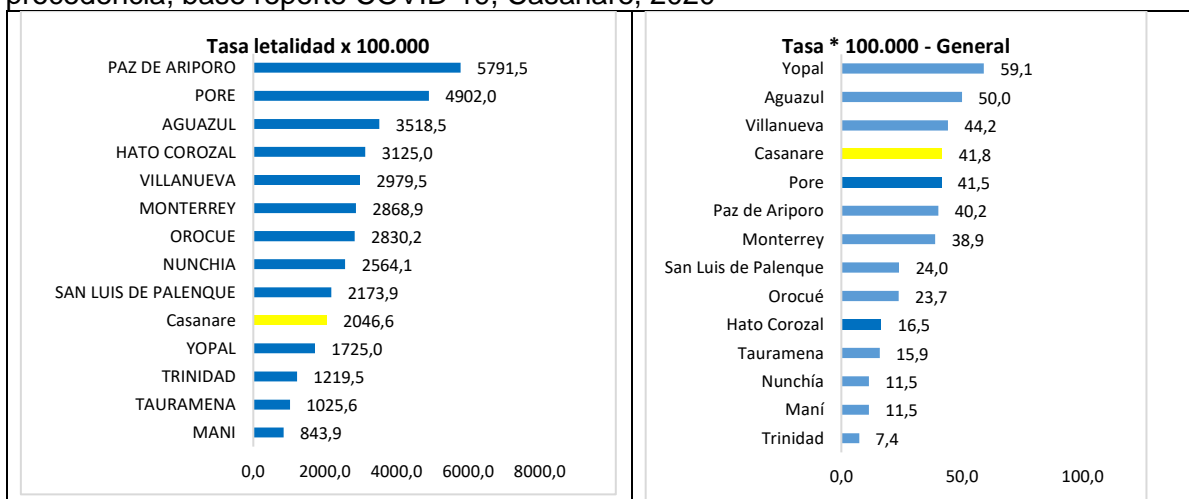 procedencia, base reporte COVID-19, Casanare, 2020
Tasa letalidad x 100.000
PAZ DE ARIPORO 5791,5
PORE 4902,0
AGUAZUL 3518,5
HATO COROZAL 3125,0
VILLANUEVA 2979,5
MONTERREY 2868,9
OROCUE 2830,2
NUNCHIA 2564,1
SAN LUIS DE PALENQUE 2173,9
Casanare 2046,6
YOPAL 1725,0
TRINIDAD 1219,5
TAURAMENA 1025,6
MANI 843,9
0,0 2000,0 4000,0 6000,0 8000,0
Tasa * 100.000 - General
Yopal 59,1
Aguazul 50,0
Villanueva 44,2
Casanare 41,8
Pore 41,5
Paz de Ariporo 40,2
Monterrey 38,9
San Luis de Palenque 24,0
Orocué 23,7
Hato Corozal 16,5
Tauramena 15,9
Nunchía 11,5
Maní 11,5
Trinidad 7,4
0,0 50,0 100,0